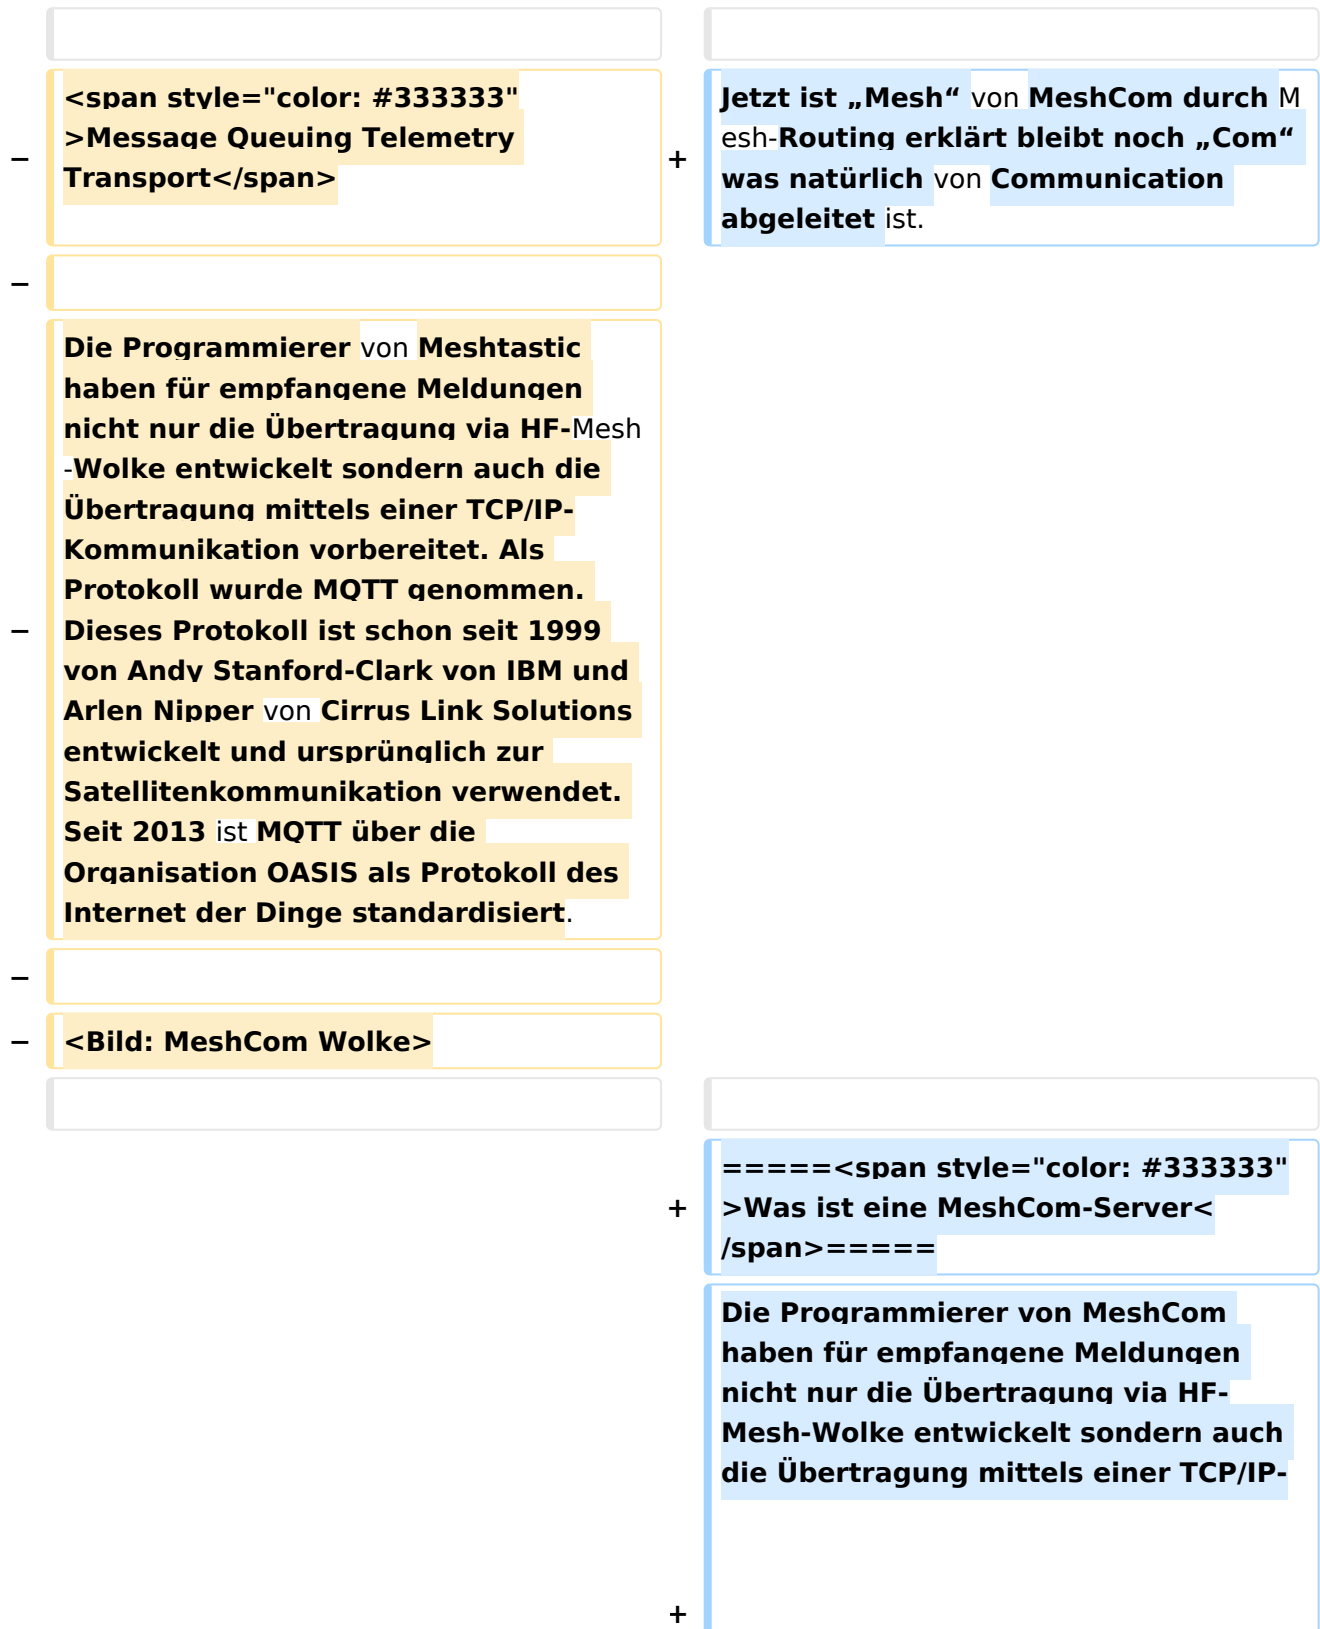 <span style="color: #333333"
>Message Queuing Telemetry
Transport</span>
−
+
Jetzt ist „Mesh“ von MeshCom durch M
esh-Routing erklärt bleibt noch „Com“
was natürlich von Communication
abgeleitet ist.
−
Die Programmierer von Meshtastic
haben für empfangene Meldungen
nicht nur die Übertragung via HF-Mesh
-Wolke entwickelt sondern auch die
Übertragung mittels einer TCP/IP-
Kommunikation vorbereitet. Als
Protokoll wurde MQTT genommen.
− Dieses Protokoll ist schon seit 1999
von Andy Stanford-Clark von IBM und
Arlen Nipper von Cirrus Link Solutions
entwickelt und ursprünglich zur
Satellitenkommunikation verwendet.
Seit 2013 ist MQTT über die
Organisation OASIS als Protokoll des
Internet der Dinge standardisiert.
−
− <Bild: MeshCom Wolke>
=====<span style="color: #333333"
+ >Was ist eine MeshCom-Server<
/span>=====
Die Programmierer von MeshCom
haben für empfangene Meldungen
nicht nur die Übertragung via HF-
Mesh-Wolke entwickelt sondern auch
die Übertragung mittels einer TCP/IP-
+